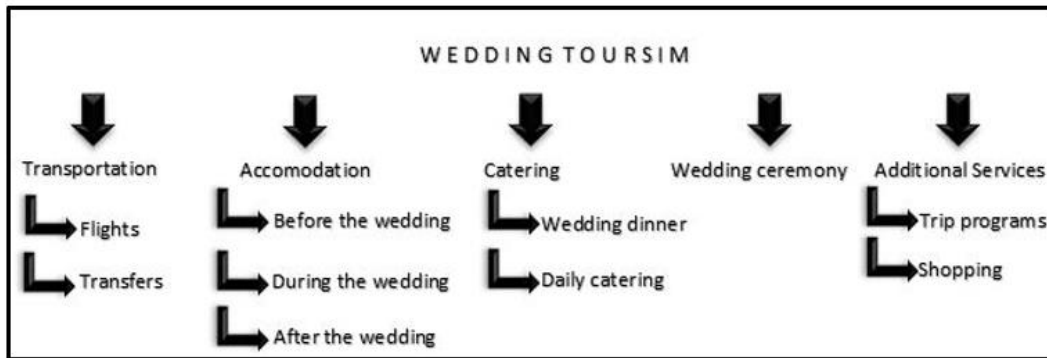 WEDDING TOURSIM
Transportation
Flights
Transfers
Accomodation
Before the wedding
During the wedding
After the wedding
Catering
Wedding dinner
Daily catering
Wedding ceremony
Additional Services
Trip programs
Shopping